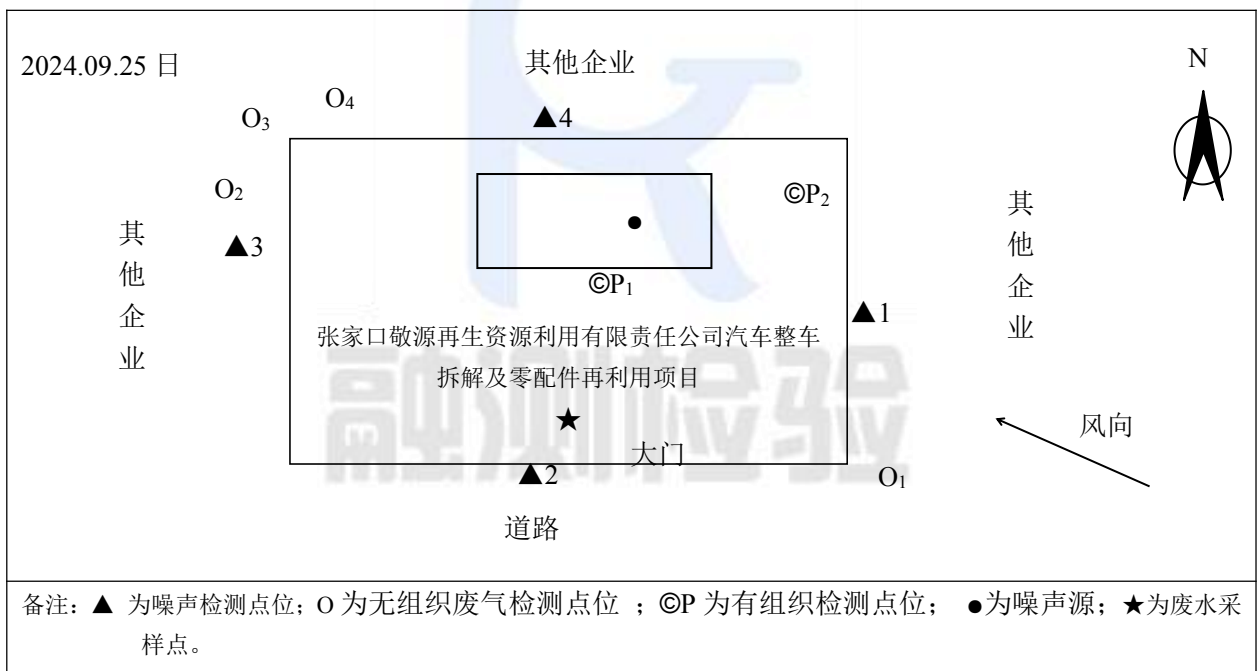 2024.09.25 日
其他企业
N
O₄
O₃
▲4
O₂
©P₂
其他企业
▲3
●
其他企业
©P₁
▲1
张家口敬源再生资源利用有限责任公司汽车整车
拆解及零配件再利用项目
融测检验
★
风向
大门
▲2
O₁
道路
备注：▲ 为噪声检测点位；O 为无组织废气检测点位 ；©P 为有组织检测点位； ●为噪声源；★为废水采
样点。